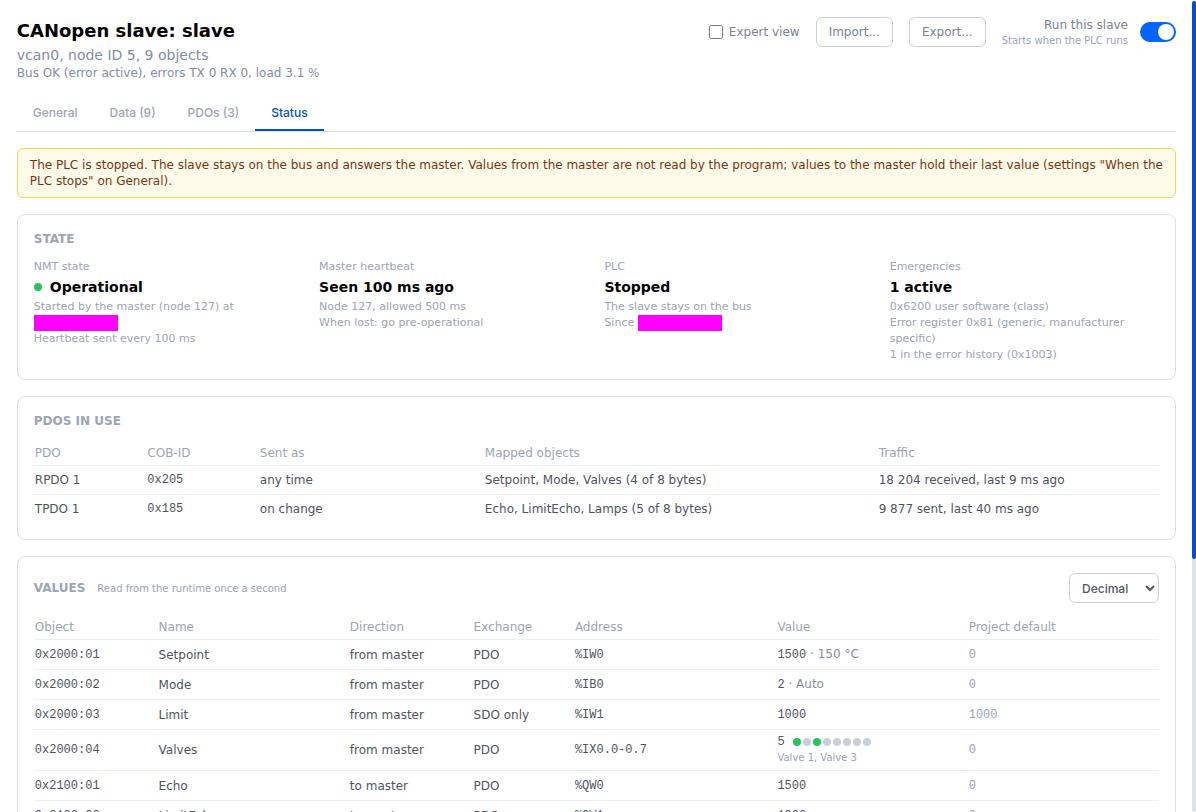 CANopen slave: slave
vcan0, node ID 5, 9 objects
Bus OK (error active), errors TX 0 RX 0, load 3.1 %
Expert view
Import...
Export...
Run this slave
Starts when the PLC runs
General
Data (9)
PDOs (3)
Status
The PLC is stopped. The slave stays on the bus and answers the master. Values from the master are not read by the program; values to the master hold their last value (settings "When the
PLC stops" on General).
STATE
NMT state
Operational
Started by the master (node 127) at
Heartbeat sent every 100 ms
Master heartbeat
Seen 100 ms ago
Node 127, allowed 500 ms
When lost: go pre-operational
PLC
Stopped
The slave stays on the bus
Since
Emergencies
1 active
0x6200 user software (class)
Error register 0x81 (generic, manufacturer
specific)
1 in the error history (0x1003)
PDOS IN USE
PDO COB-ID Sent as Mapped objects Traffic
RPDO 1 0x205 any time Setpoint, Mode, Valves (4 of 8 bytes) 18 204 received, last 9 ms ago
TPDO 1 0x185 on change Echo, LimitEcho, Lamps (5 of 8 bytes) 9 877 sent, last 40 ms ago
VALUES Read from the runtime once a second
Decimal
Object Name Direction Exchange Address Value Project default
0x2000:01 Setpoint from master PDO %IW0 1500 · 150 °C 0
0x2000:02 Mode from master PDO %IB0 2 · Auto 0
0x2000:03 Limit from master SDO only %IW1 1000 1000
0x2000:04 Valves from master PDO %IX0.0-0.7 5 0
Valve 1, Valve 3
0x2100:01 Echo to master PDO %QW0 1500 0